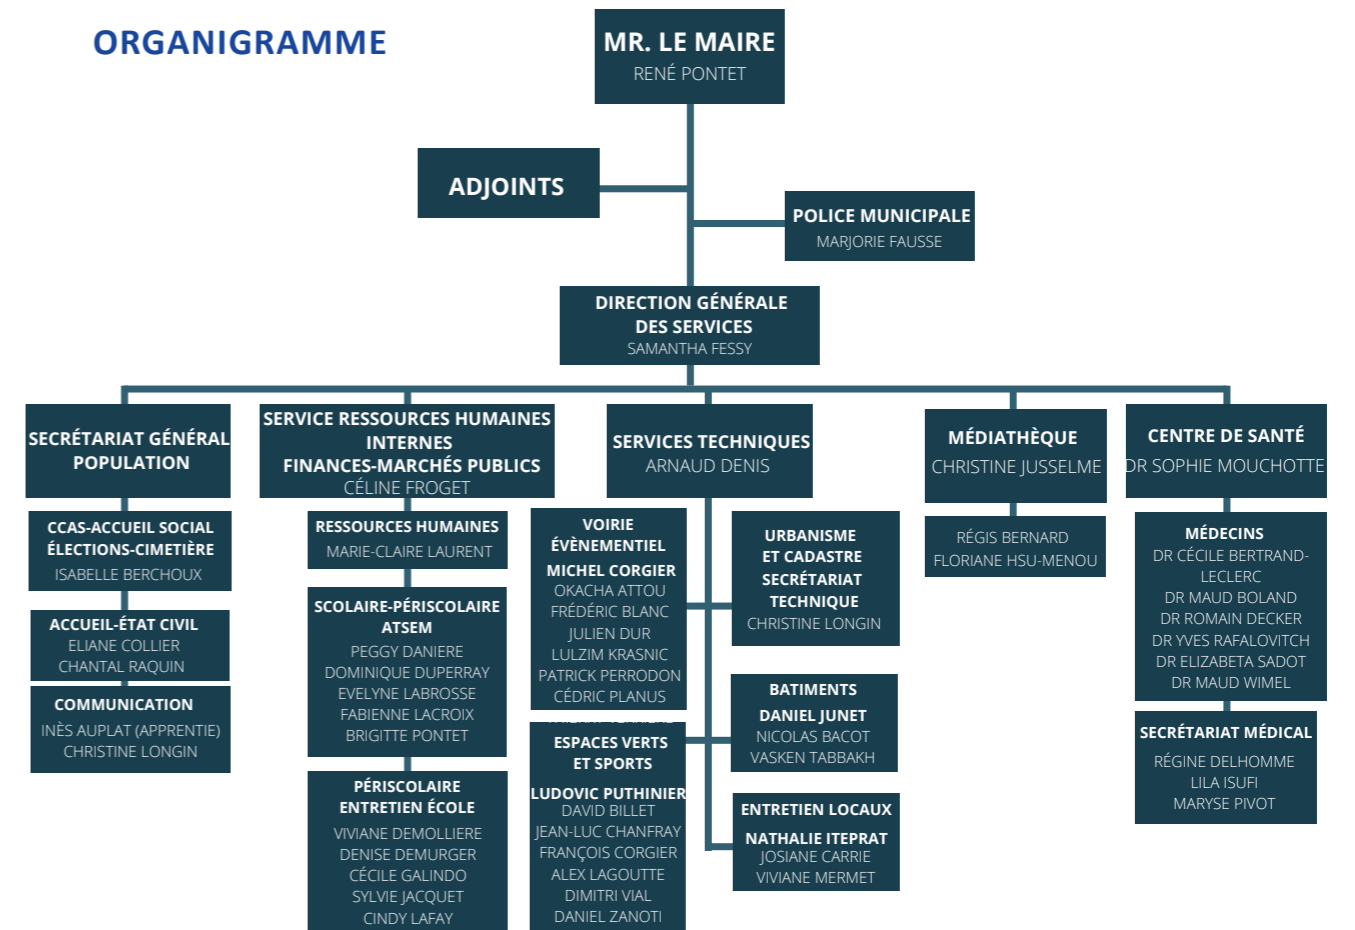 ORGANIGRAMME
MR. LE MAIRE
RENÉ PONTET
ADJOINTS
POLICE MUNICIPALE
MARJORIE FAUSSE
DIRECTION GÉNÉRALE
DES SERVICES
SAMANTHA FESSY
SECRÉTARIAT GÉNÉRAL
POPULATION
CCAS-ACCUEIL SOCIAL
ÉLECTIONS-CIMETIÈRE
ISABELLE BERCHOUX
ACCUEIL-ÉTAT CIVIL
ELIANE COLLIER
CHANTAL RAQUIN
COMMUNICATION
INÈS AUPLAT (APPRENTIE)
CHRISTINE LONGIN
SERVICE RESSOURCES HUMAINES
INTERNES
FINANCES-MARCHÉS PUBLICS
CÉLINE FROGET
RESSOURCES HUMAINES
MARIE-CLAIRE LAURENT
SCOLAIRE-PÉRISCOLAIRE
ATSEM
PEGGY DANIERE
DOMINIQUE DUPERRAY
EVELYNE LABROSSE
FABIENNE LACROIX
BRIGITTE PONTET
PÉRISCOLAIRE
ENTRETIEN ÉCOLE
VIVIANE DEMOLLIERE
DENISE DEMURGER
CÉCILE GALINDO
SYLVIE JACQUET
CINDY LAFAY
SERVICES TECHNIQUES
ARNAUD DENIS
VOIRIE
ÉVÈNEMENTIEL
MICHEL CORGIER
OKACHA ATTOU
FRÉDÉRIC BLANC
JULIEN DUR
LULZIM KRASNIC
PATRICK PERRODON
CÉDRIC PLANUS
ESPACES VERTS
ET SPORTS
LUDOVIC PUTHINIER
DAVID BILLET
JEAN-LUC CHANFRAY
FRANÇOIS CORGIER
ALEX LAGOUTTE
DIMITRI VIAL
DANIEL ZANOTI
URBANISME
ET CADASTRE
SECRÉTARIAT
TECHNIQUE
CHRISTINE LONGIN
BATIMENTS
DANIEL JUNET
NICOLAS BACOT
VASKEN TABBAKH
ENTRETIEN LOCAUX
NATHALIE ITEPRAT
JOSIANE CARRIE
VIVIANE MERMET
MÉDIATHÈQUE
CHRISTINE JUSSELME
RÉGIS BERNARD
FLORIANE HSU-MENOU
CENTRE DE SANTÉ
DR SOPHIE MOUCHOTTE
MÉDECINS
DR CÉCILE BERTRAND-
LECLERC
DR MAUD BOLAND
DR ROMAIN DECKER
DR YVES RAFALOVITCH
DR ELIZABETA SADOT
DR MAUD WIMEL
SECRÉTARIAT MÉDICAL
RÉGINE DELHOMME
LILA ISUFI
MARYSE PIVOT